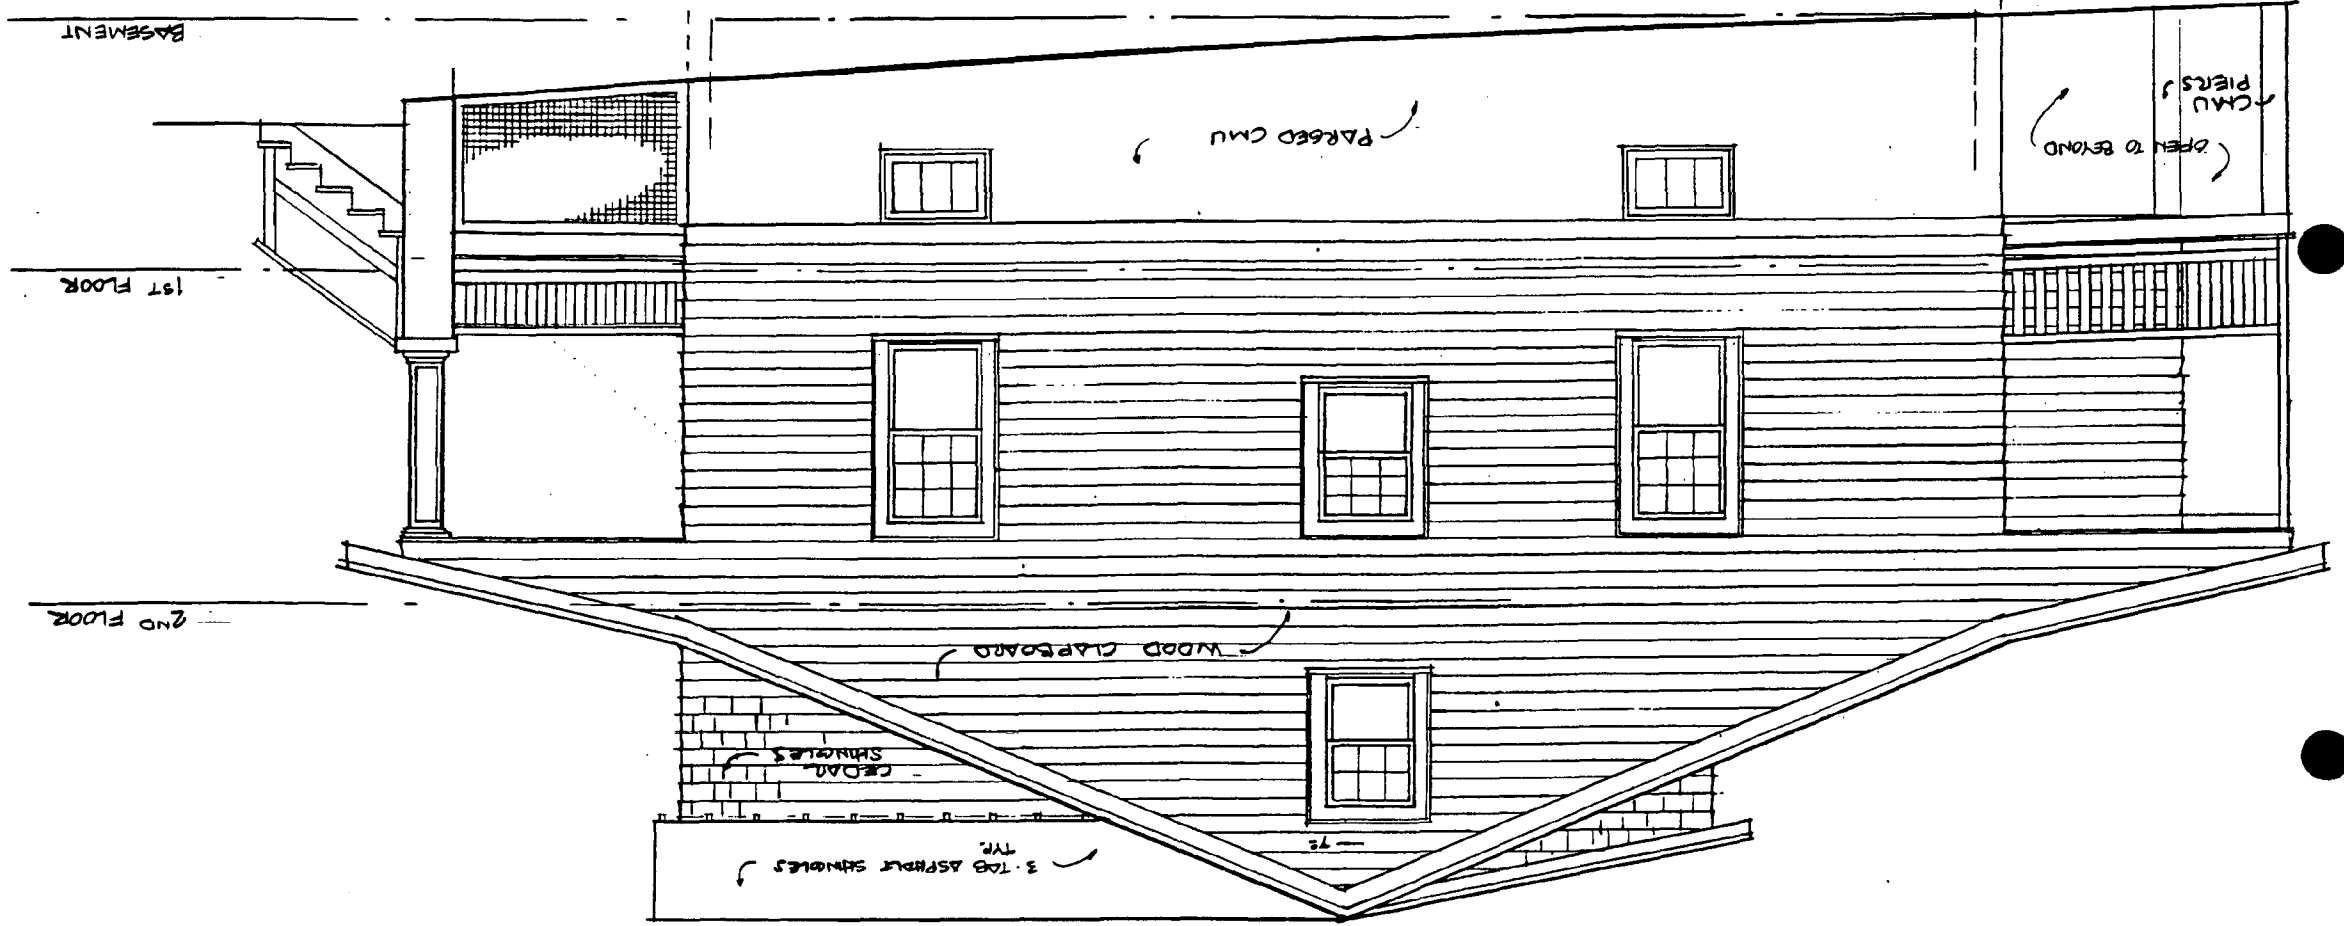 3-TAB ASPHALT SHINGLES
TYP.
CEDAR
SHINGLES
WOOD CLAPBOARD
2ND FLOOR
1ST FLOOR
OPEN TO BEYOND
PARGED CMU
CMU
PIERS
BASEMENT